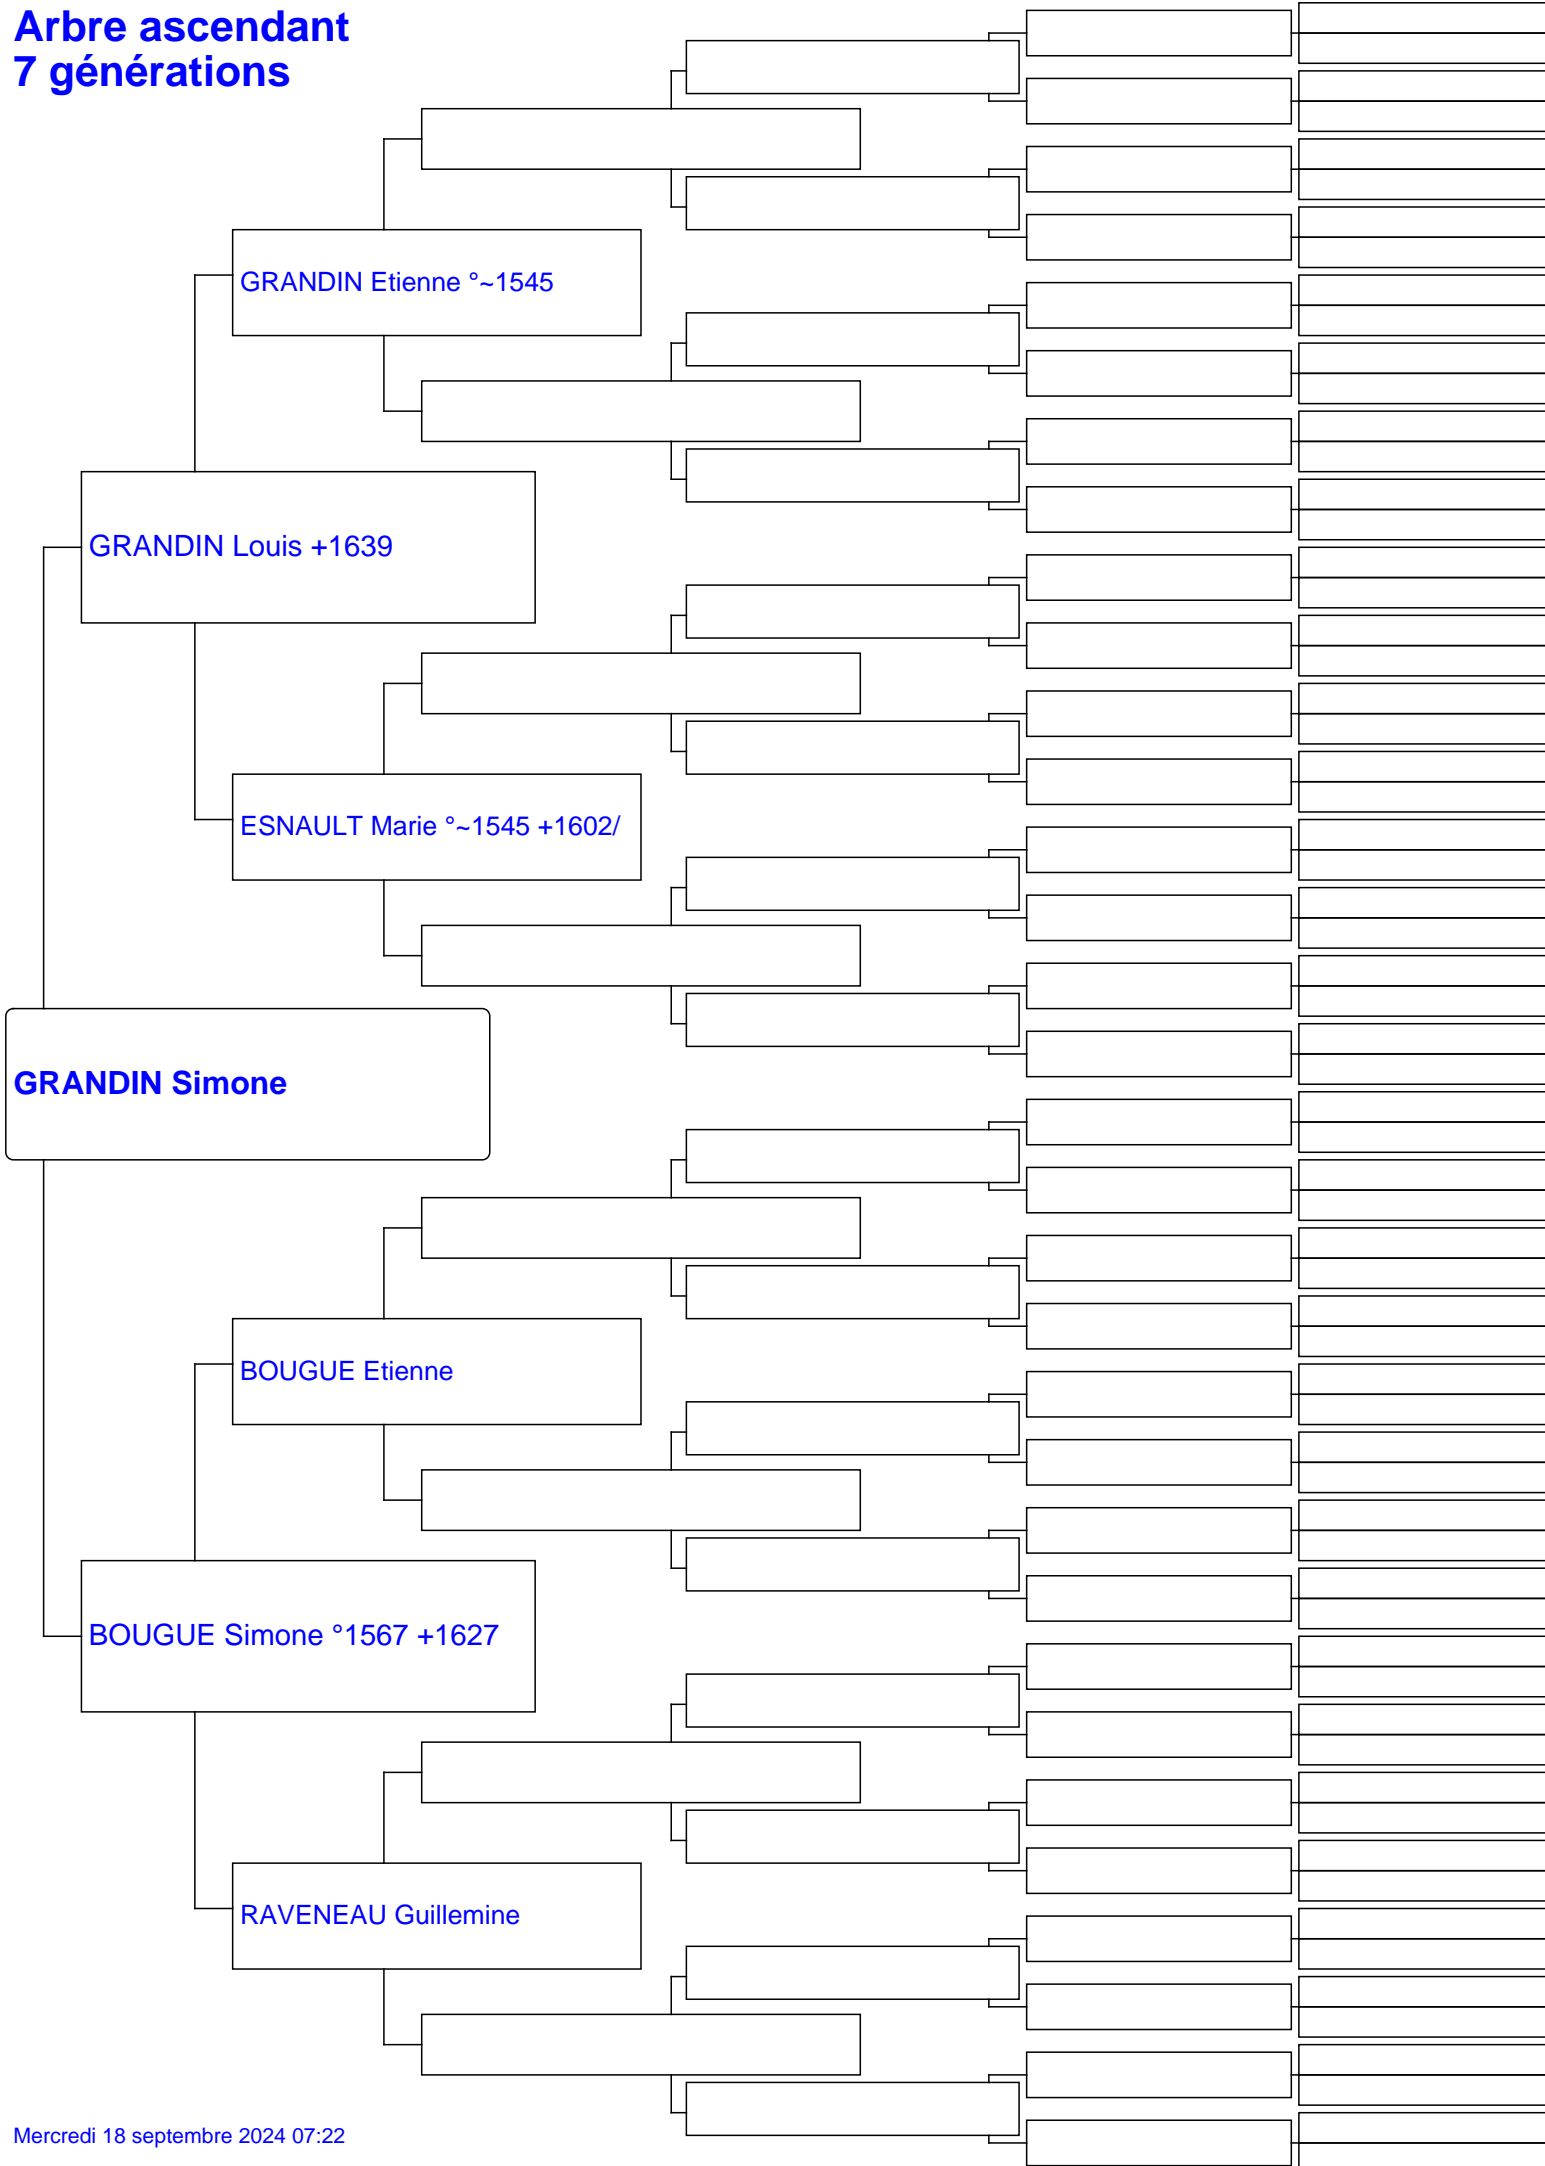 Arbre ascendant
7 générations
GRANDIN Etienne °~1545
GRANDIN Louis +1639
ESNAULT Marie °~1545 +1602/
GRANDIN Simone
BOUGUE Etienne
BOUGUE Simone °1567 +1627
RAVENEAU Guillemine
Mercredi 18 septembre 2024 07:22